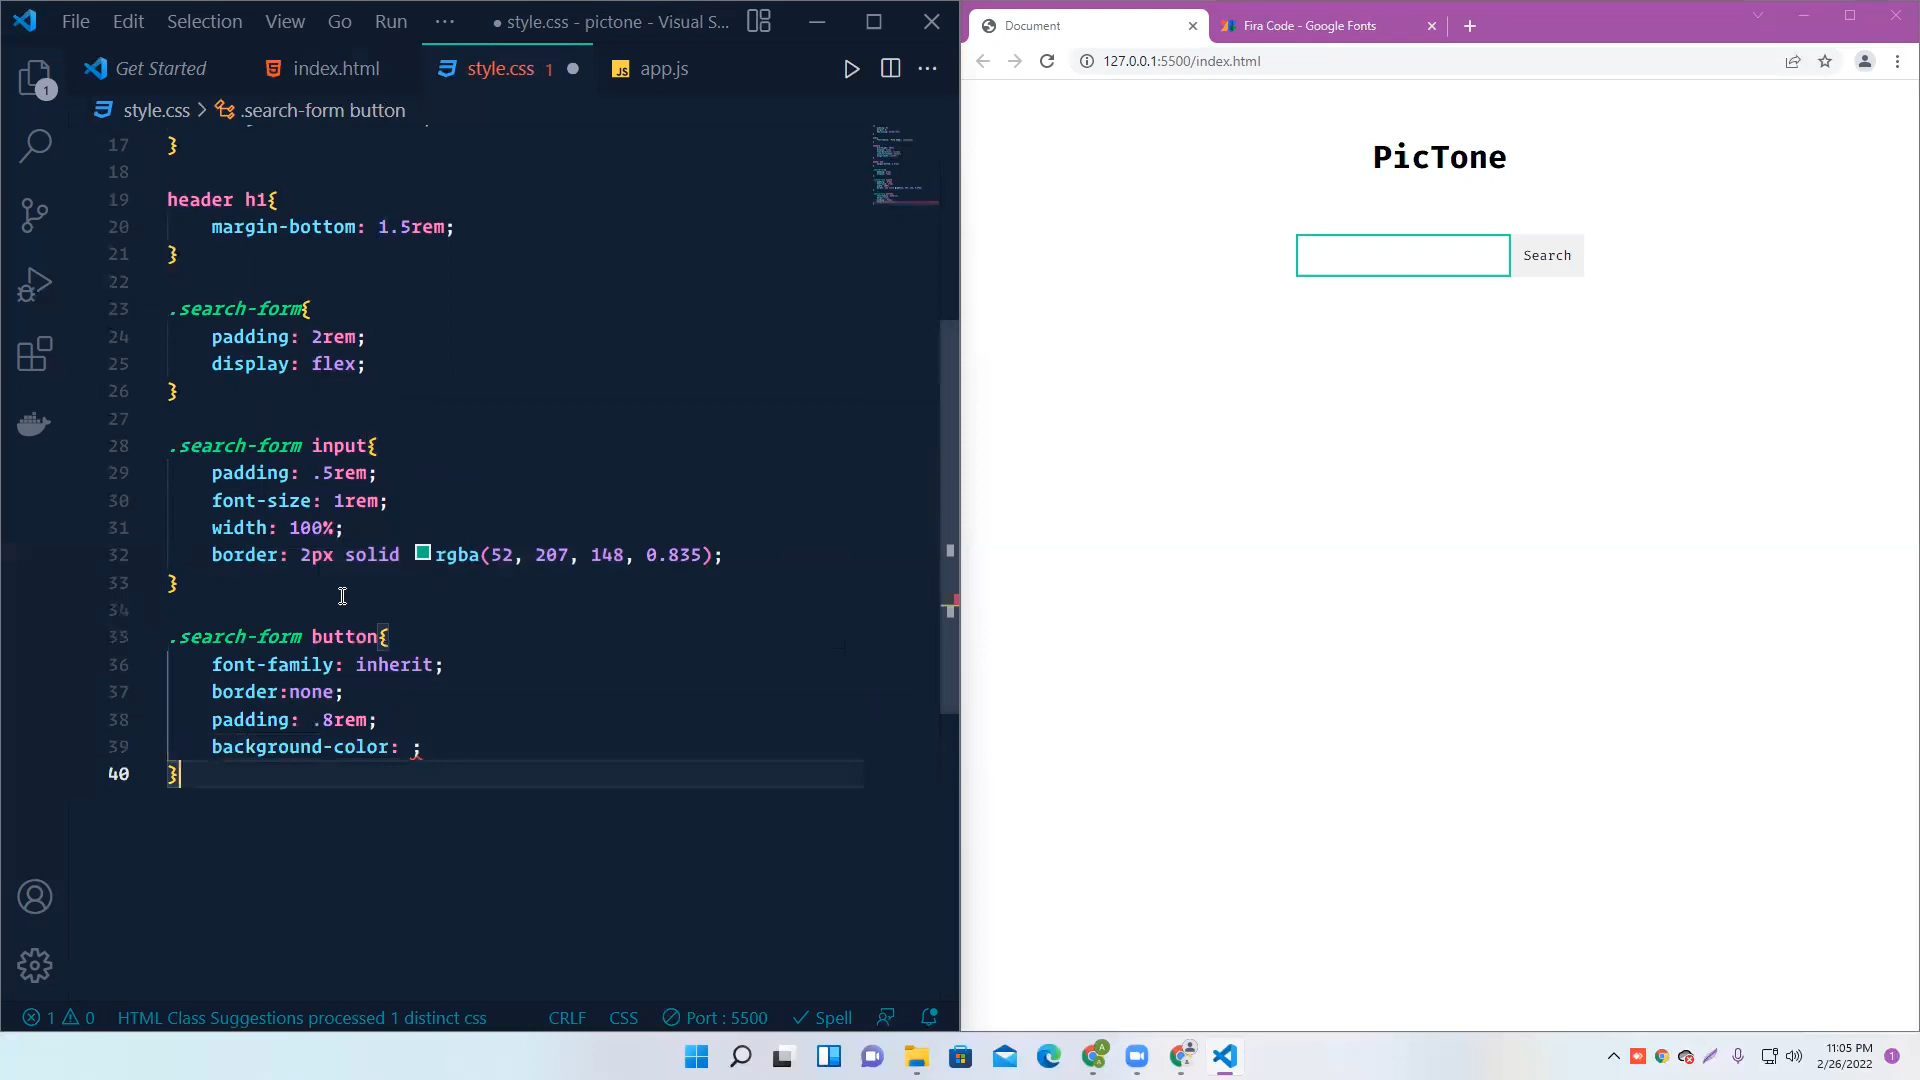 File Edit Selection View Go Run ··· ● style.css - pictone - Visual S...
Get Started index.html style.css 1 app.js
style.css > .search-form button
1
17 }
18
19 header h1{
20 margin-bottom: 1.5rem;
21 }
22
23 .search-form{
24 padding: 2rem;
25 display: flex;
26 }
27
28 .search-form input{
29 padding: .5rem;
30 font-size: 1rem;
31 width: 100%;
32 border: 2px solid rgba(52, 207, 148, 0.835);
33 }
34
35 .search-form button{
36 font-family: inherit;
37 border:none;
38 padding: .8rem;
39 background-color: ;
40 }
1 0 HTML Class Suggestions processed 1 distinct css CRLF CSS Port : 5500 Spell
Document Fira Code - Google Fonts
127.0.0.1:5500/index.html
PicTone
Search
11:05 PM
2/26/2022
1